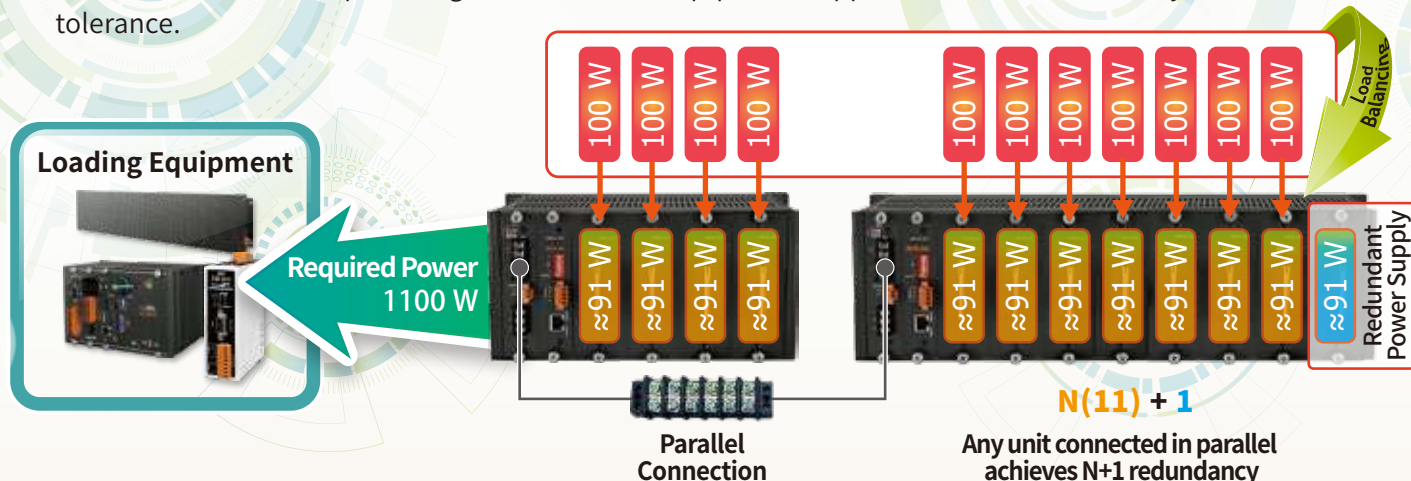 tolerance.
100 W
100 W
100 W
100 W
100 W
100 W
100 W
100 W
100 W
100 W
100 W
Load
Balancing
Loading Equipment
Required Power
1100 W
≈91 W
≈91 W
≈91 W
≈91 W
≈91 W
≈91 W
≈91 W
≈91 W
≈91 W
≈91 W
≈91 W
≈91 W
Redundant
Power Supply
Parallel
Connection
N(11) + 1
Any unit connected in parallel
achieves N+1 redundancy